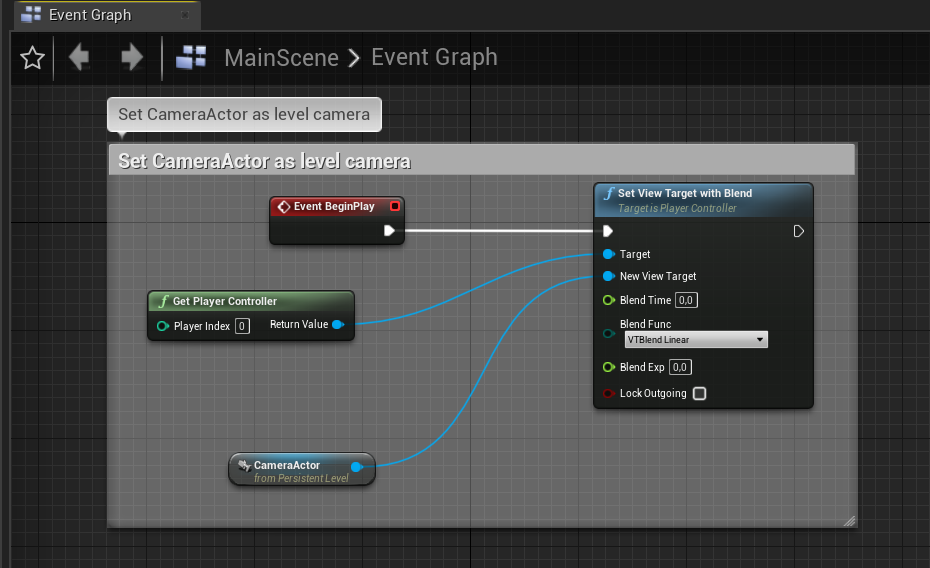 Event Graph
MainScene > Event Graph
Set CameraActor as level camera
Set CameraActor as level camera
Event BeginPlay
Set View Target with Blend
Target is Player Controller
Target
New View Target
Blend Time 0,0
Blend Func
VTBlend Linear
Blend Exp 0,0
Lock Outgoing
Get Player Controller
Player Index 0 Return Value
CameraActor
from Persistent Level